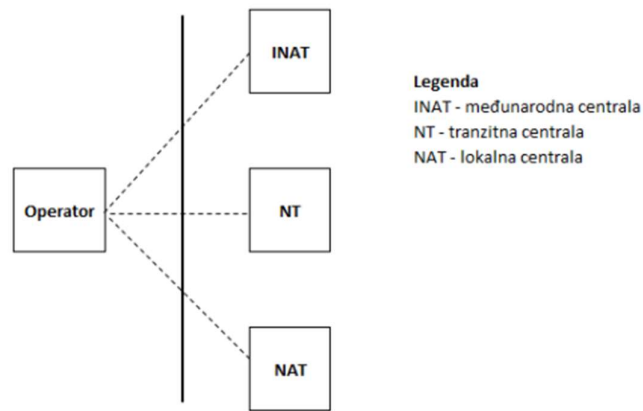 INAT
Legenda
INAT - međunarodna centrala
NT - tranzitna centrala
NAT - lokalna centrala
Operator
NT
NAT